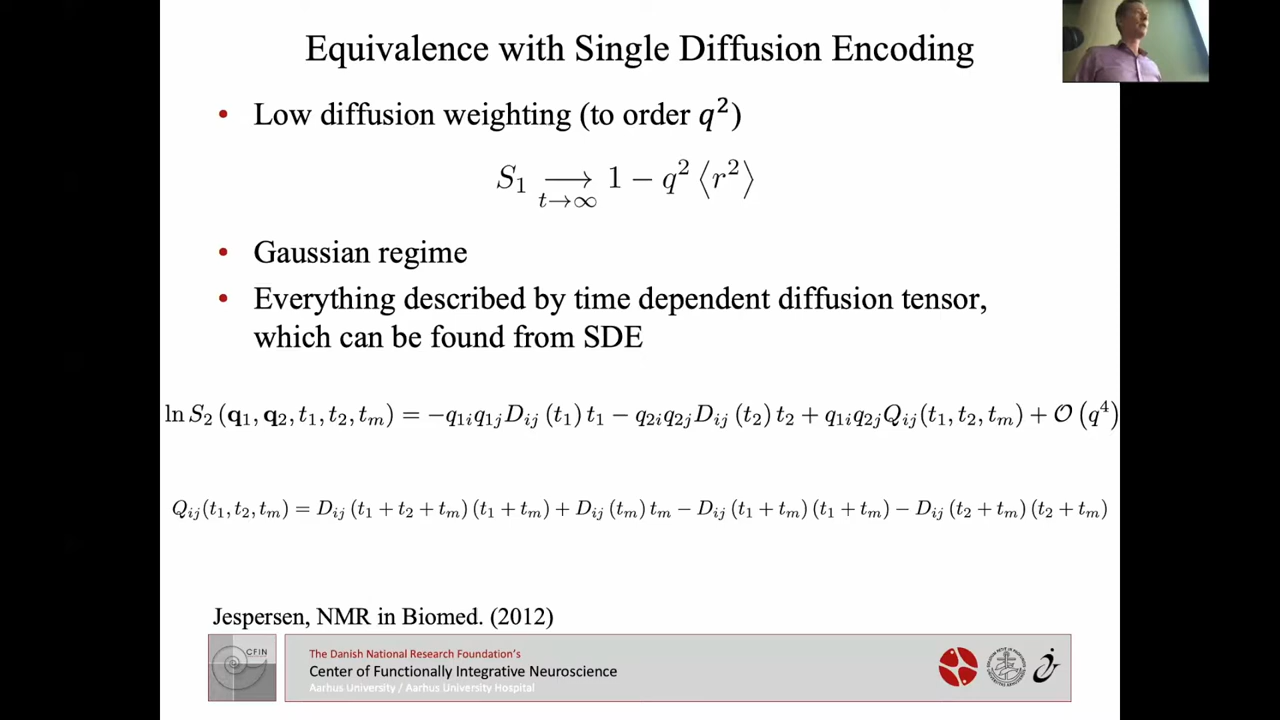 Equivalence with Single Diffusion Encoding
• Low diffusion weighting (to order q²)
S₁ ⟶ 1 − q² ⟨r²⟩
t→∞
• Gaussian regime
• Everything described by time dependent diffusion tensor,
which can be found from SDE
ln S₂ (𝐪₁, 𝐪₂, t₁, t₂, tₘ) = −q₁ᵢq₁ⱼDᵢⱼ (t₁) t₁ − q₂ᵢq₂ⱼDᵢⱼ (t₂) t₂ + q₁ᵢq₂ⱼQᵢⱼ(t₁, t₂, tₘ) + 𝒪 (q⁴)
Qᵢⱼ(t₁, t₂, tₘ) = Dᵢⱼ (t₁ + t₂ + tₘ) (t₁ + tₘ) + Dᵢⱼ (tₘ) tₘ − Dᵢⱼ (t₁ + tₘ) (t₁ + tₘ) − Dᵢⱼ (t₂ + tₘ) (t₂ + tₘ)
Jespersen, NMR in Biomed. (2012)
CFIN
The Danish National Research Foundation's
Center of Functionally Integrative Neuroscience
Aarhus University / Aarhus University Hospital